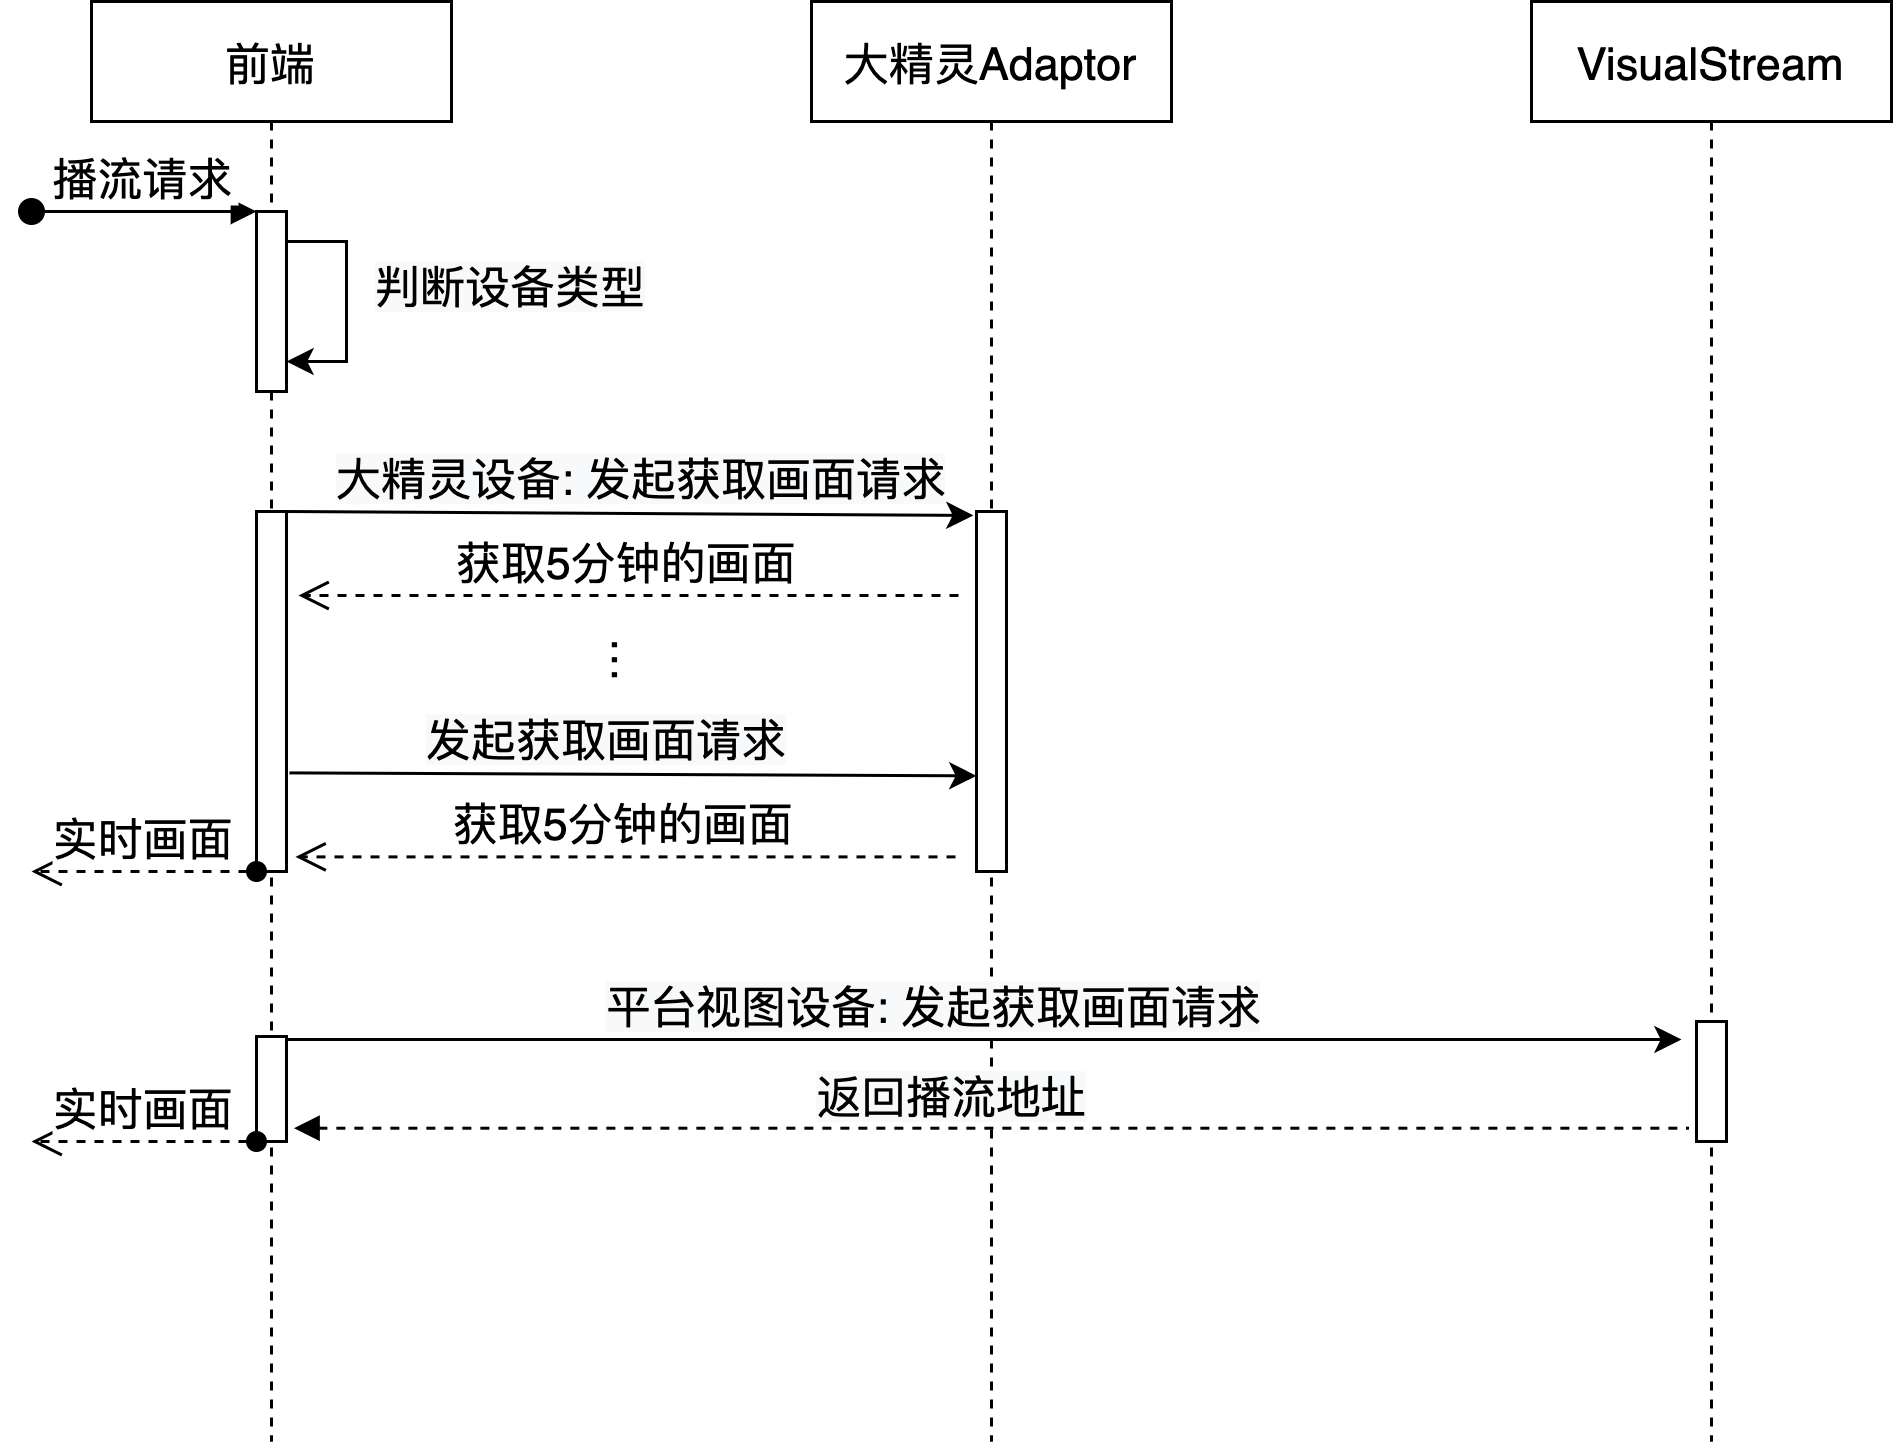 前端
大精灵Adaptor
VisualStream
播流请求
判断设备类型
大精灵设备: 发起获取画面请求
获取5分钟的画面
...
发起获取画面请求
获取5分钟的画面
实时画面
平台视图设备: 发起获取画面请求
返回播流地址
实时画面